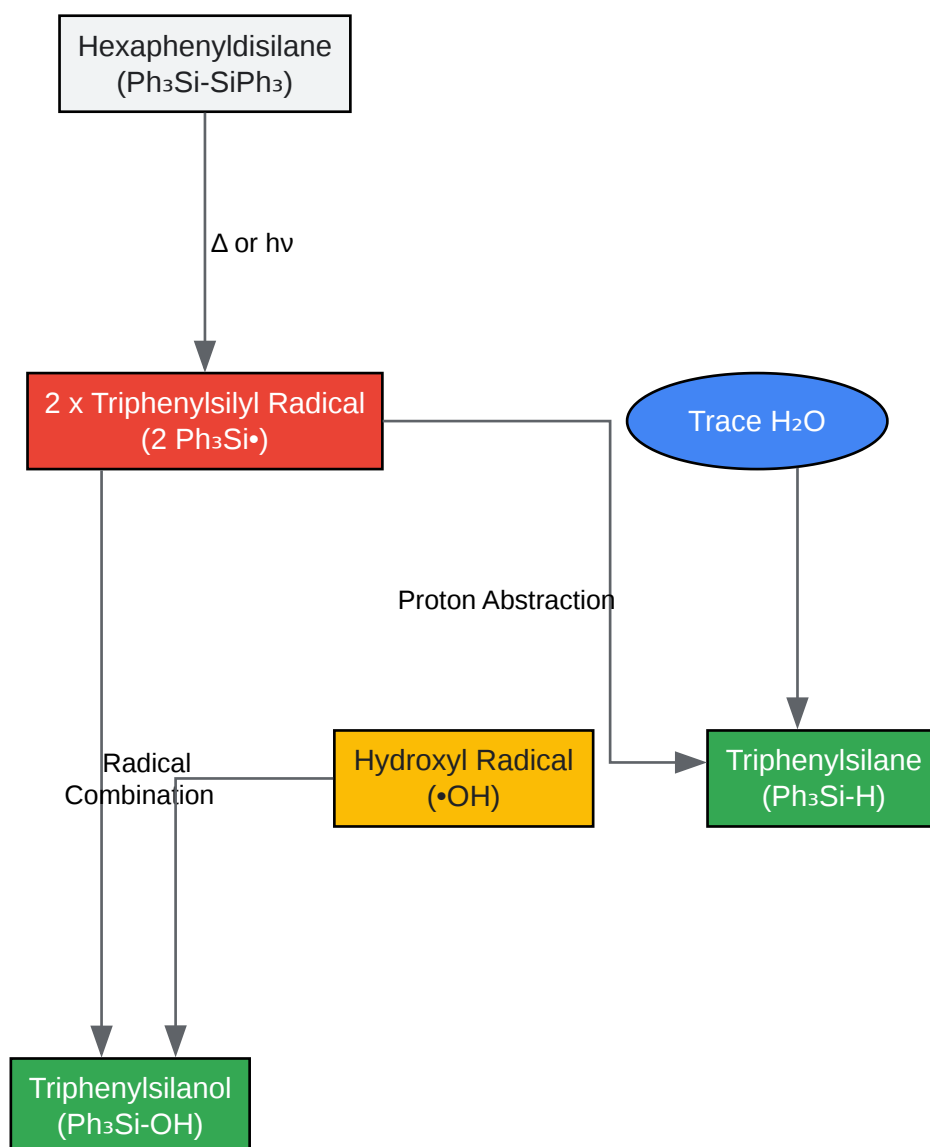 Hexaphenyldisilane
(Ph₃Si-SiPh₃)
Δ or hν
2 x Triphenylsilyl Radical
(2 Ph₃Si•)
Trace H₂O
Proton Abstraction
Radical
Combination
Hydroxyl Radical
(•OH)
Triphenylsilane
(Ph₃Si-H)
Triphenylsilanol
(Ph₃Si-OH)